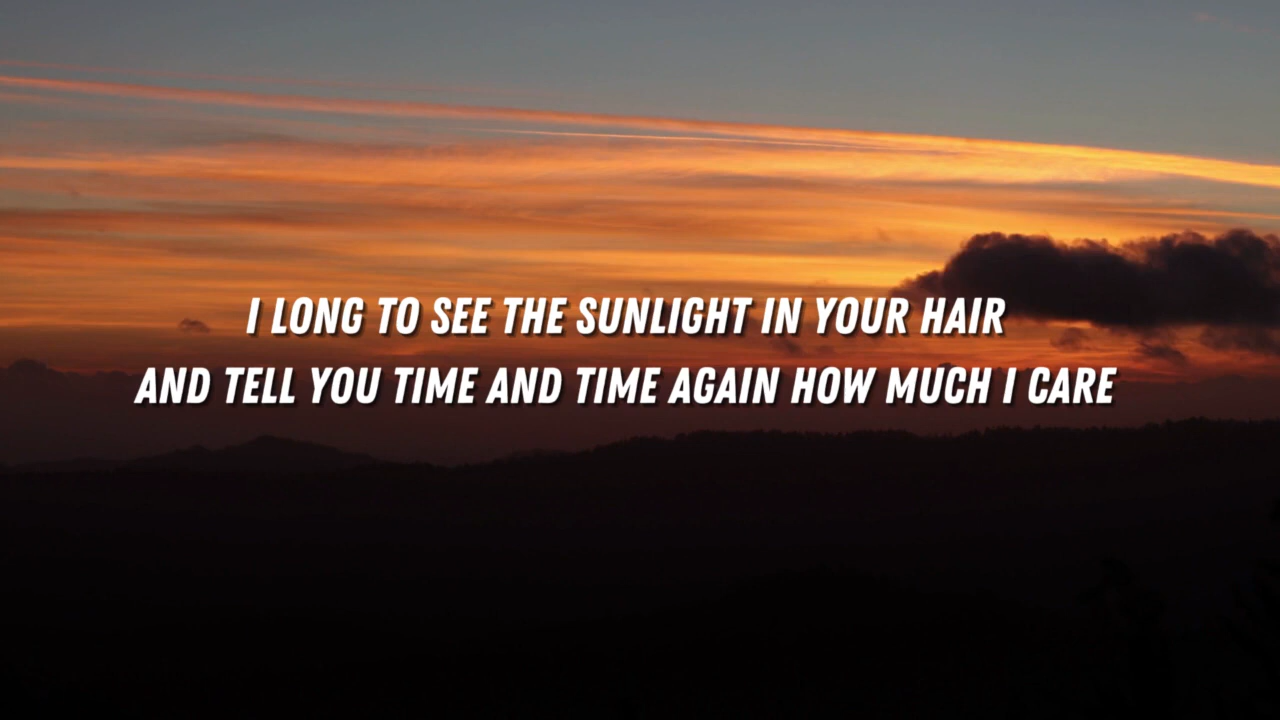 I LONG TO SEE THE SUNLIGHT IN YOUR HAIR
AND TELL YOU TIME AND TIME AGAIN HOW MUCH I CARE